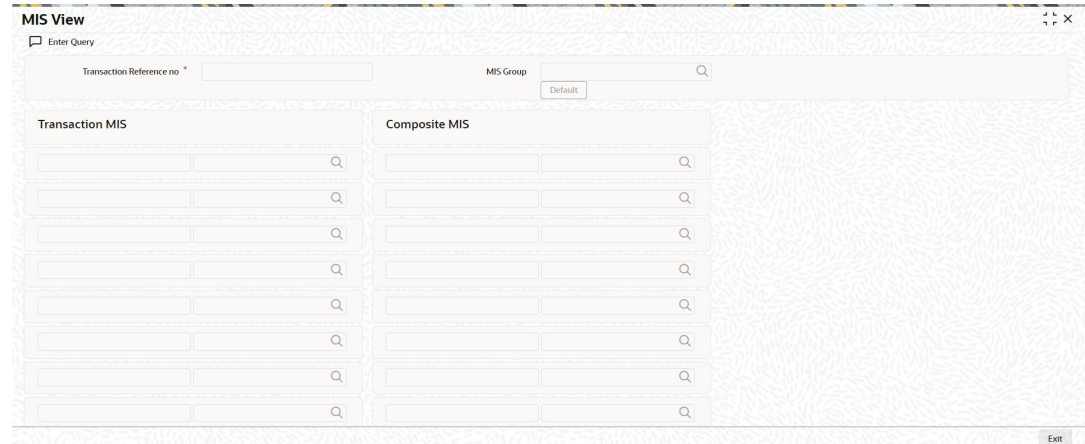 MIS View
Enter Query
Transaction Reference no *
MIS Group
Default
Transaction MIS
Composite MIS
Exit